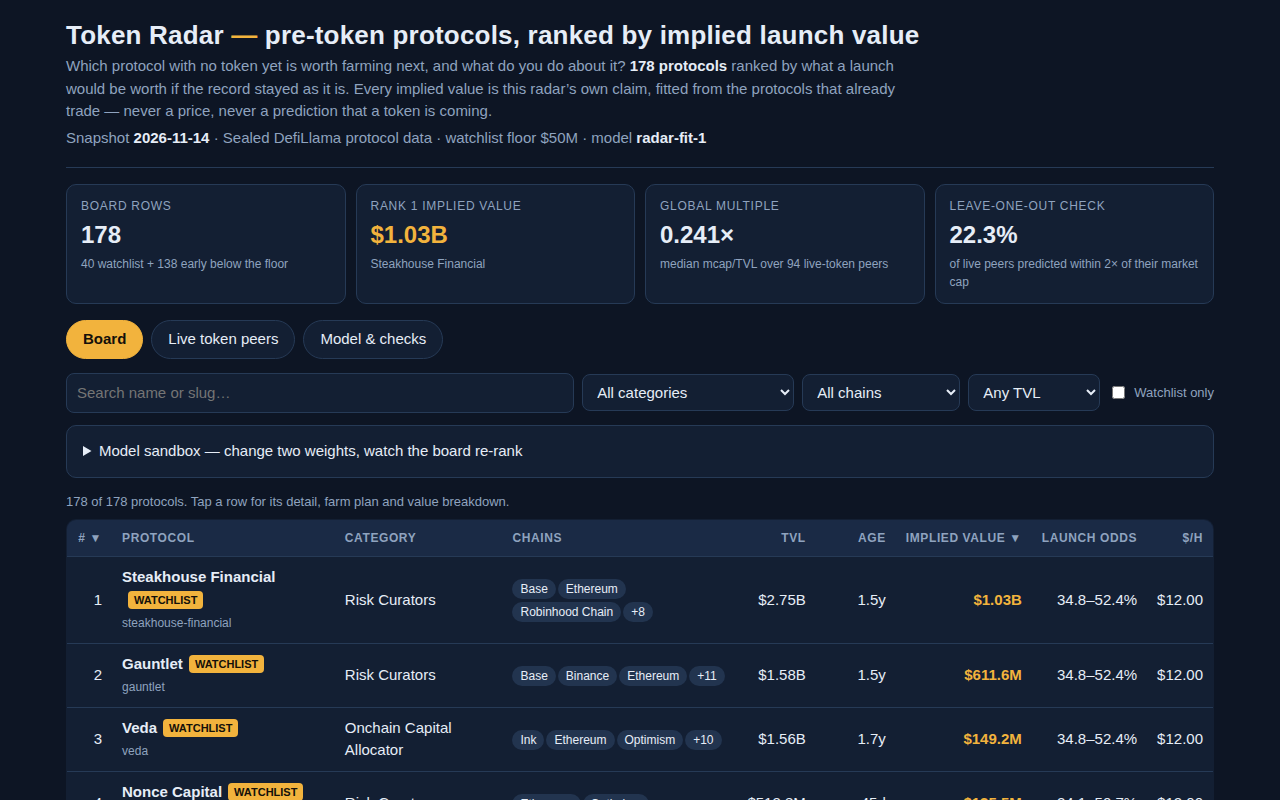 Token Radar — pre-token protocols, ranked by implied launch value
Which protocol with no token yet is worth farming next, and what do you do about it? 178 protocols ranked by what a launch
would be worth if the record stayed as it is. Every implied value is this radar's own claim, fitted from the protocols that already
trade — never a price, never a prediction that a token is coming.
Snapshot 2026-11-14 · Sealed DefiLlama protocol data · watchlist floor $50M · model radar-fit-1
BOARD ROWS
178
40 watchlist + 138 early below the floor
RANK 1 IMPLIED VALUE
$1.03B
Steakhouse Financial
GLOBAL MULTIPLE
0.241×
median mcap/TVL over 94 live-token peers
LEAVE-ONE-OUT CHECK
22.3%
of live peers predicted within 2× of their market
cap
Board
Live token peers
Model & checks
Search name or slug…
All categories
All chains
Any TVL
Watchlist only
▶ Model sandbox — change two weights, watch the board re-rank
178 of 178 protocols. Tap a row for its detail, farm plan and value breakdown.
# ▼ PROTOCOL CATEGORY CHAINS TVL AGE IMPLIED VALUE ▼ LAUNCH ODDS $/H
1 Steakhouse Financial WATCHLIST steakhouse-financial Risk Curators Base Ethereum Robinhood Chain +8 $2.75B 1.5y $1.03B 34.8–52.4% $12.00
2 Gauntlet WATCHLIST gauntlet Risk Curators Base Binance Ethereum +11 $1.58B 1.5y $611.6M 34.8–52.4% $12.00
3 Veda WATCHLIST veda Onchain Capital Allocator Ink Ethereum Optimism +10 $1.56B 1.7y $149.2M 34.8–52.4% $12.00
Nonce Capital WATCHLIST